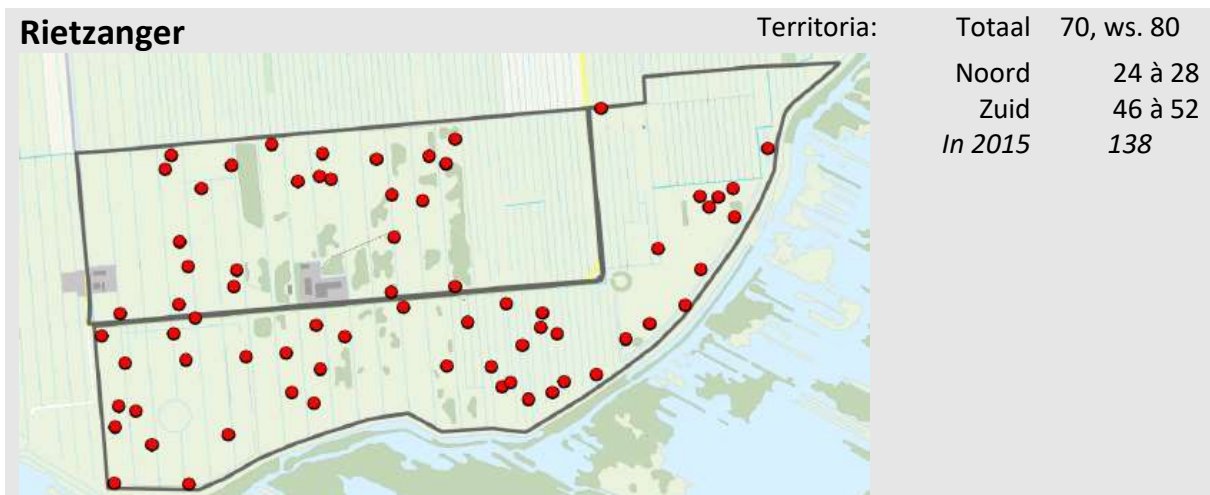 Rietzanger
Territoria: Totaal 70, ws. 80
Noord 24 à 28
Zuid 46 à 52
In 2015 138